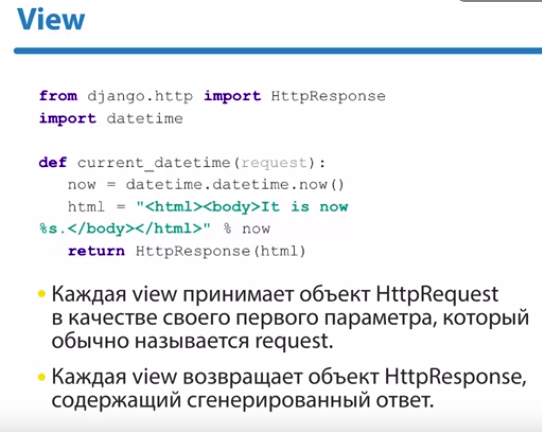 View
from django.http import HttpResponse
import datetime
def current_datetime(request):
now = datetime.datetime.now()
html = "<html><body>It is now
%s.</body></html>" % now
return HttpResponse(html)
• Каждая view принимает объект HttpRequest
в качестве своего первого параметра, который
обычно называется request.
• Каждая view возвращает объект HttpResponse,
содержащий сгенерированный ответ.